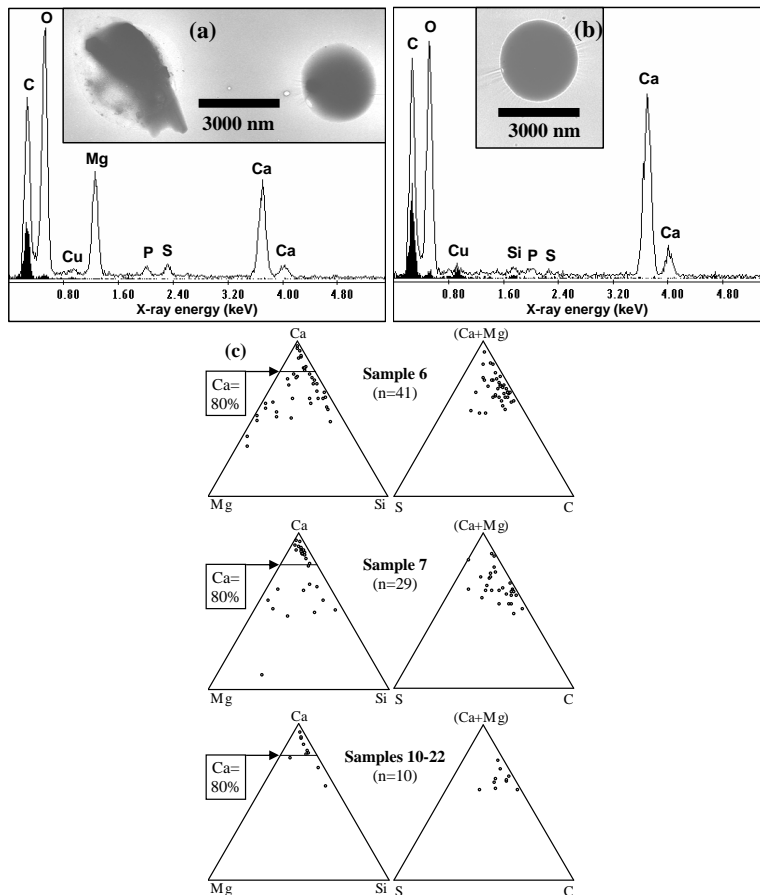 (a)
O
C
Mg
Cu
P
S
Ca
Ca
3000 nm
0.80 1.60 2.40 3.20 4.00 4.80
X-ray energy (keV)
(b)
O
C
Ca
Cu
Si
P
S
Ca
3000 nm
0.80 1.60 2.40 3.20 4.00 4.80
X-ray energy (keV)
(c)
Ca
(Ca+Mg)
Sample 6
(n=41)
Ca=
80%
Mg
Si
S
C
Ca
(Ca+Mg)
Sample 7
(n=29)
Ca=
80%
Mg
Si
S
C
Ca
(Ca+Mg)
Samples 10-22
(n=10)
Ca=
80%
Mg
Si
S
C